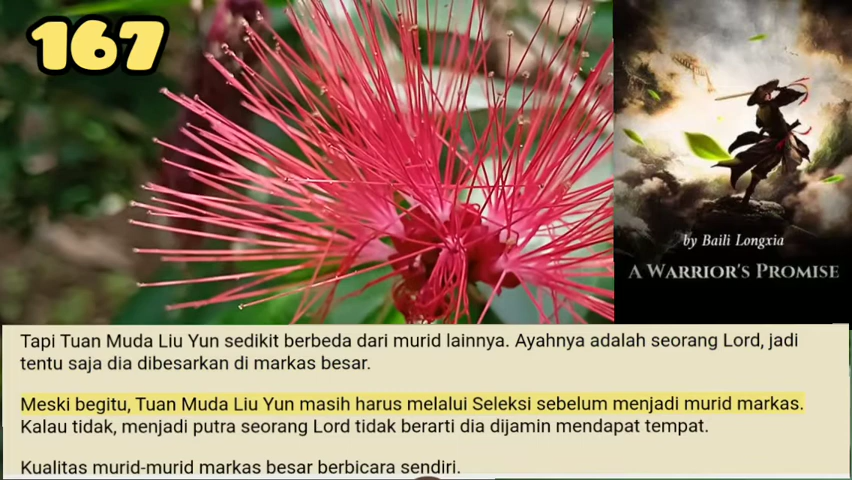 167
by Baili Longxia
A WARRIOR'S PROMISE
Tapi Tuan Muda Liu Yun sedikit berbeda dari murid lainnya. Ayahnya adalah seorang Lord, jadi
tentu saja dia dibesarkan di markas besar.
Meski begitu, Tuan Muda Liu Yun masih harus melalui Seleksi sebelum menjadi murid markas.
Kalau tidak, menjadi putra seorang Lord tidak berarti dia dijamin mendapat tempat.
Kualitas murid-murid markas besar berbicara sendiri.